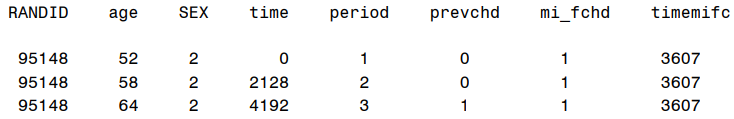 RANDID age SEX time period prevchd mi_fchd timemifc
95148 52 2 0 1 0 1 3607
95148 58 2 2128 2 0 1 3607
95148 64 2 4192 3 1 1 3607